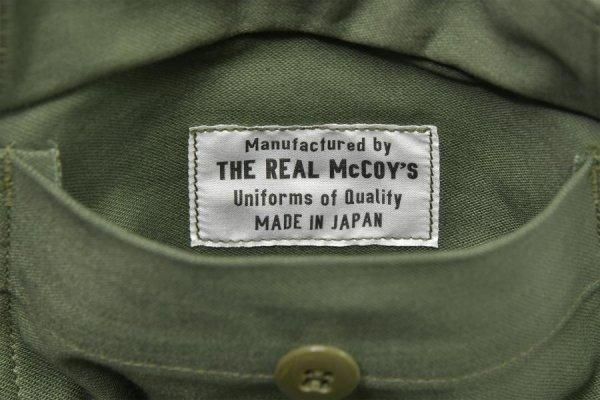 Manufactured by
THE REAL McCOY'S
Uniforms of Quality
MADE IN JAPAN